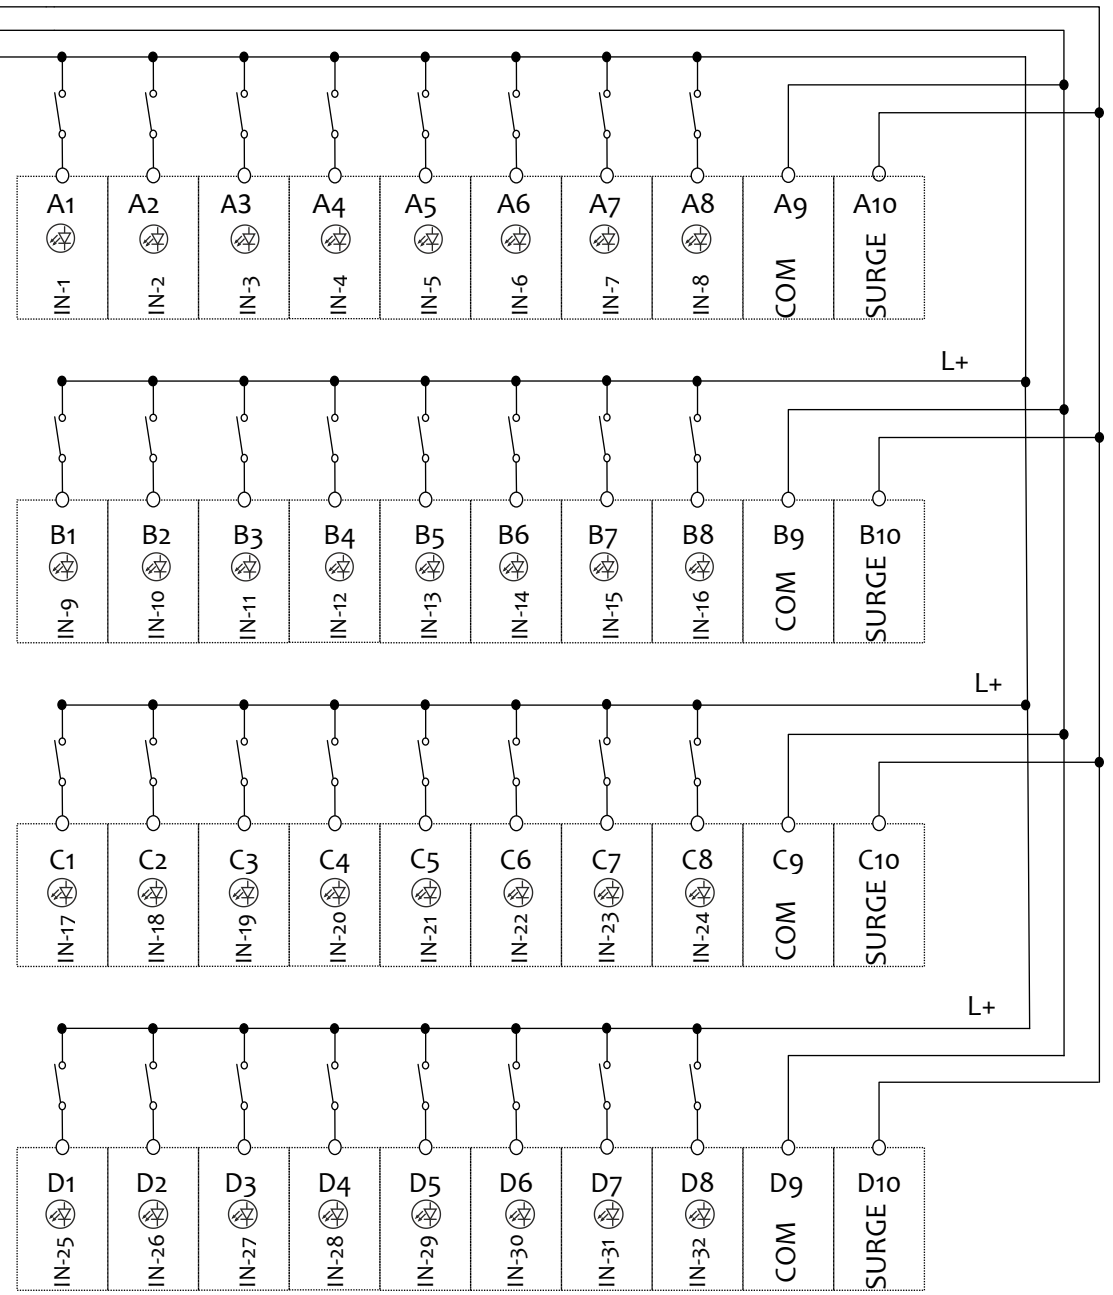 A1 A2 A3 A4 A5 A6 A7 A8 A9 A10
IN-1 IN-2 IN-3 IN-4 IN-5 IN-6 IN-7 IN-8 COM SURGE
L+
B1 B2 B3 B4 B5 B6 B7 B8 B9 B10
IN-9 IN-10 IN-11 IN-12 IN-13 IN-14 IN-15 IN-16 COM SURGE
L+
C1 C2 C3 C4 C5 C6 C7 C8 C9 C10
IN-17 IN-18 IN-19 IN-20 IN-21 IN-22 IN-23 IN-24 COM SURGE
L+
D1 D2 D3 D4 D5 D6 D7 D8 D9 D10
IN-25 IN-26 IN-27 IN-28 IN-29 IN-30 IN-31 IN-32 COM SURGE